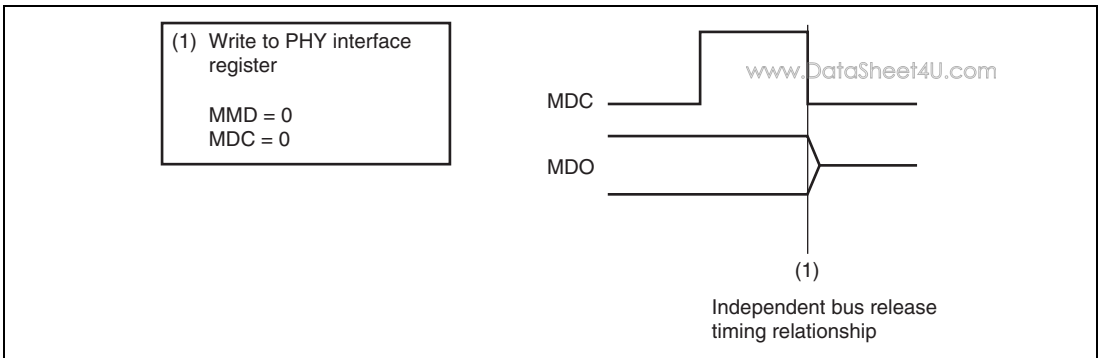 (1) Write to PHY interface
register
MMD = 0
MDC = 0
www.DataSheet4U.com
MDC
MDO
(1)
Independent bus release
timing relationship